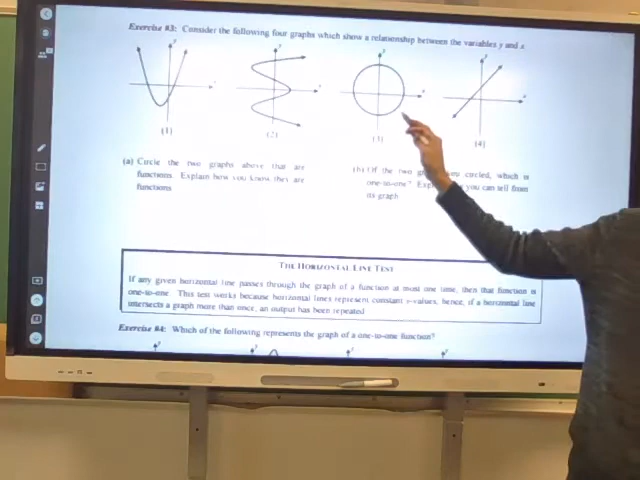 Exercise #3: Consider the following four graphs which show a relationship between the variables y and x.
(1)
(2)
(3)
(4)
(a) Circle the two graphs above that are
functions. Explain how you know they are
functions
(b) Of the two circled, which is
one-to-one? you can tell from
its graph
THE HORIZONTAL LINE TEST
If any given horizontal line passes through the graph of a function at most one time, then that function is
one-to-one. This test works because horizontal lines represent constant y-values; hence, if a horizontal line
intersects a graph more than once, an output has been repeated
Exercise #4: Which of the following represents the graph of a one-to-one function?